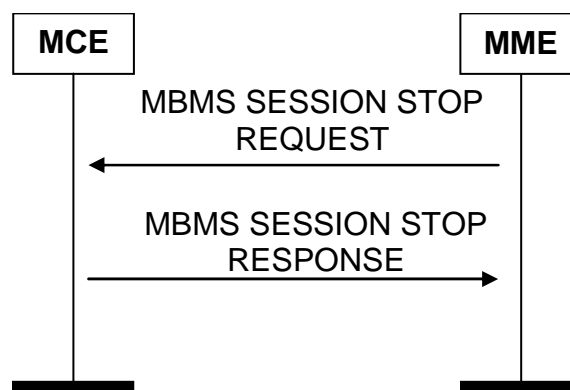 MCE
MME
MBMS SESSION STOP
REQUEST
MBMS SESSION STOP
RESPONSE